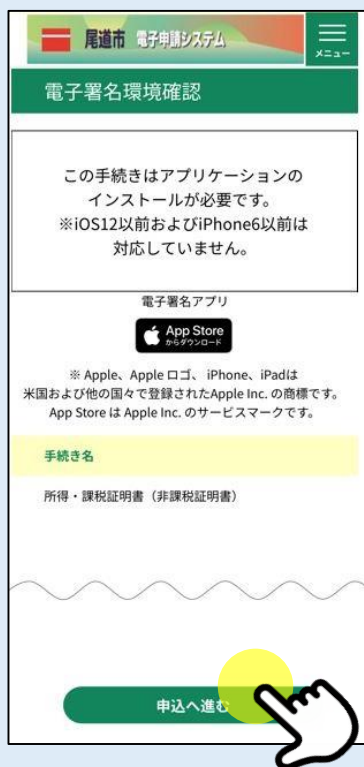 尾道市 電子申請システム
メニュー
電子署名環境確認
この手続きはアプリケーションの
インストールが必要です。
※iOS12以前およびiPhone6以前は
対応していません。
電子署名アプリ
App Store
からダウンロード
※ Apple、Apple ロゴ、 iPhone、iPadは
米国および他の国々で登録されたApple Inc. の商標です。
App Store は Apple Inc. のサービスマークです。
手続き名
所得・課税証明書（非課税証明書）
申込へ進む